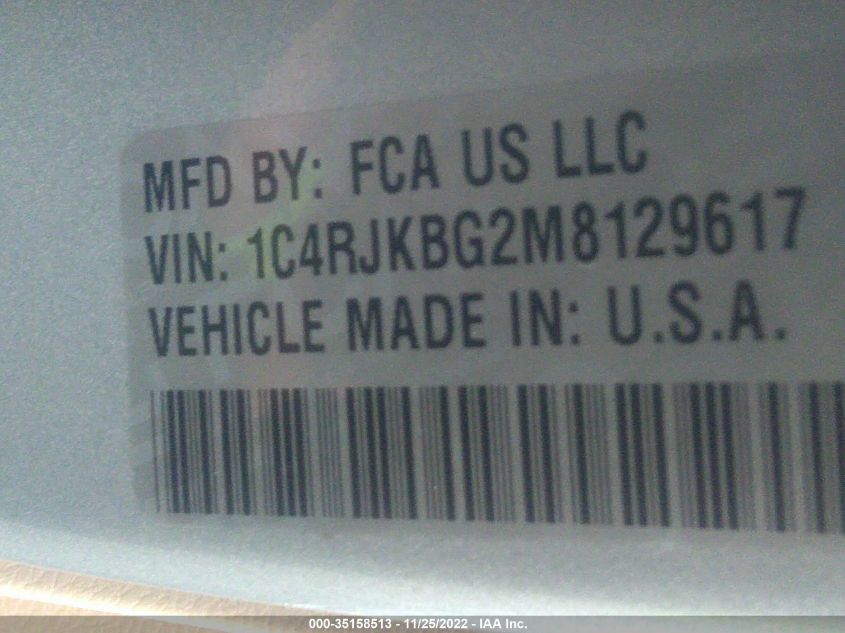 MFD BY: FCA US LLC
VIN: 1C4RJKBG2M8129617
VEHICLE MADE IN: U.S.A.
000-35158513 - 11/25/2022 - IAA Inc.